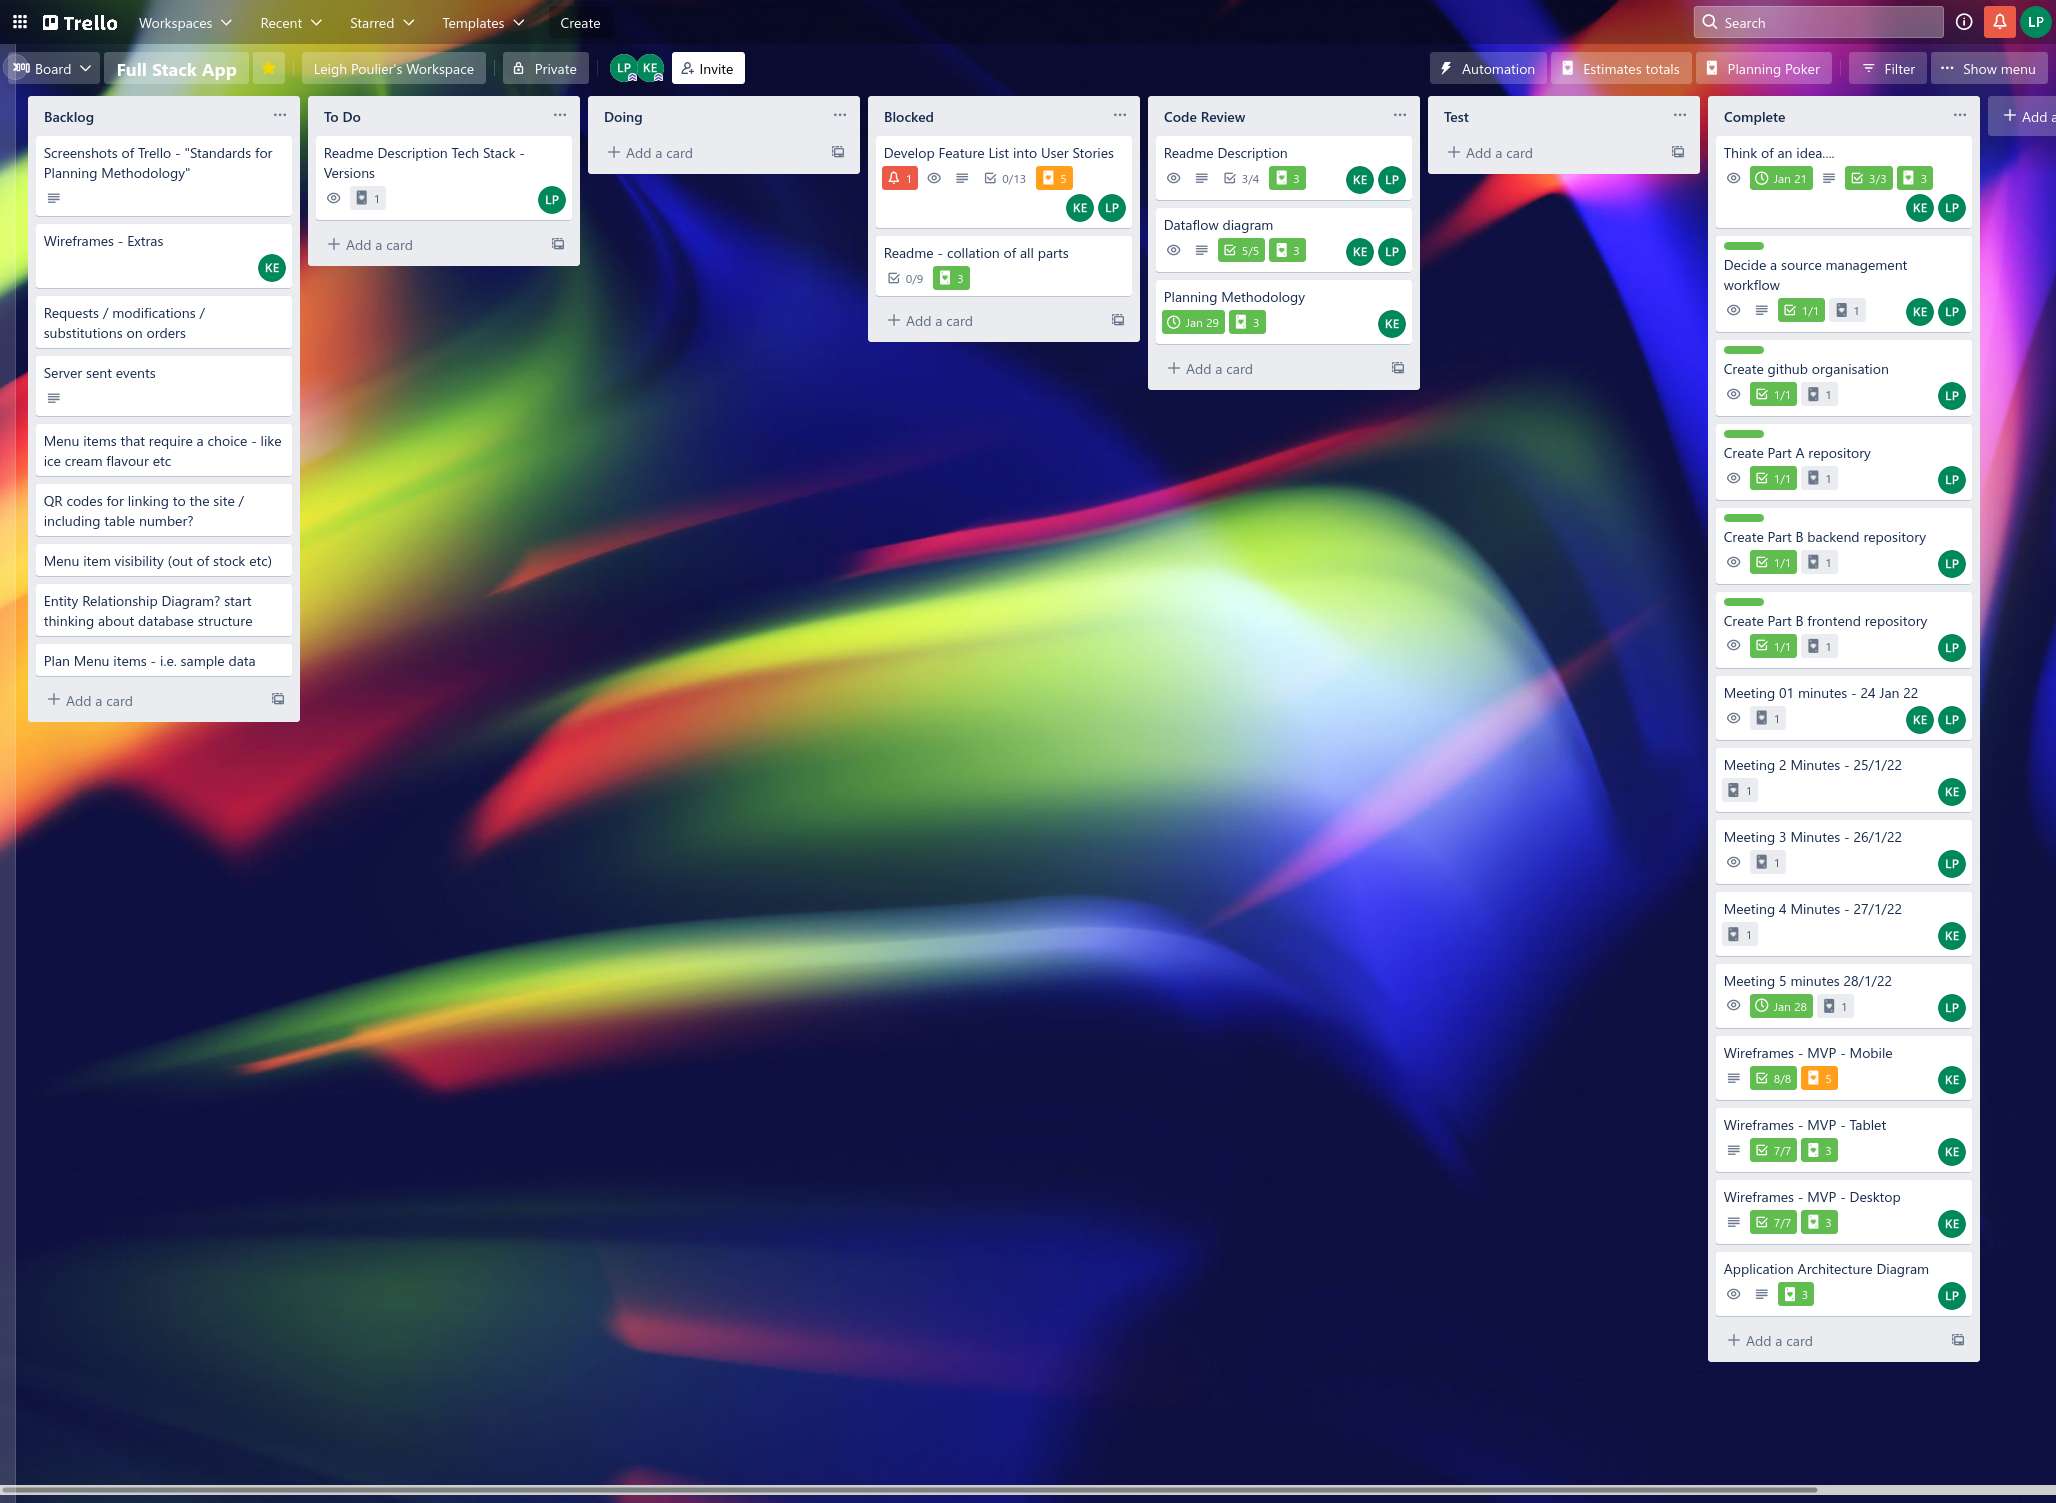 Trello
Workspaces
Recent
Starred
Templates
Create
Search
LP
Board
Full Stack App
Leigh Poulier's Workspace
Private
LP
KE
Invite
Automation
Estimates totals
Planning Poker
Filter
Show menu
Backlog
Screenshots of Trello - "Standards for
Planning Methodology"
Wireframes - Extras
KE
Requests / modifications /
substitutions on orders
Server sent events
Menu items that require a choice - like
ice cream flavour etc
QR codes for linking to the site /
including table number?
Menu item visibility (out of stock etc)
Entity Relationship Diagram? start
thinking about database structure
Plan Menu items - i.e. sample data
Add a card
To Do
Readme Description Tech Stack -
Versions
1
LP
Add a card
Doing
Add a card
Blocked
Develop Feature List into User Stories
1 0/13 5
KE LP
Readme - collation of all parts
0/9 3
Add a card
Code Review
Readme Description
3/4 3
KE LP
Dataflow diagram
5/5 3
KE LP
Planning Methodology
Jan 29 3
KE
Add a card
Test
Add a card
Complete
Think of an idea....
Jan 21 3/3 3
KE LP
Decide a source management
workflow
1/1 1
KE LP
Create github organisation
1/1 1
LP
Create Part A repository
1/1 1
LP
Create Part B backend repository
1/1 1
LP
Create Part B frontend repository
1/1 1
LP
Meeting 01 minutes - 24 Jan 22
1
KE LP
Meeting 2 Minutes - 25/1/22
1
KE
Meeting 3 Minutes - 26/1/22
1
LP
Meeting 4 Minutes - 27/1/22
1
KE
Meeting 5 minutes 28/1/22
Jan 28 1
LP
Wireframes - MVP - Mobile
8/8 5
KE
Wireframes - MVP - Tablet
7/7 3
KE
Wireframes - MVP - Desktop
7/7 3
KE
Application Architecture Diagram
3
LP
Add a card
Add a